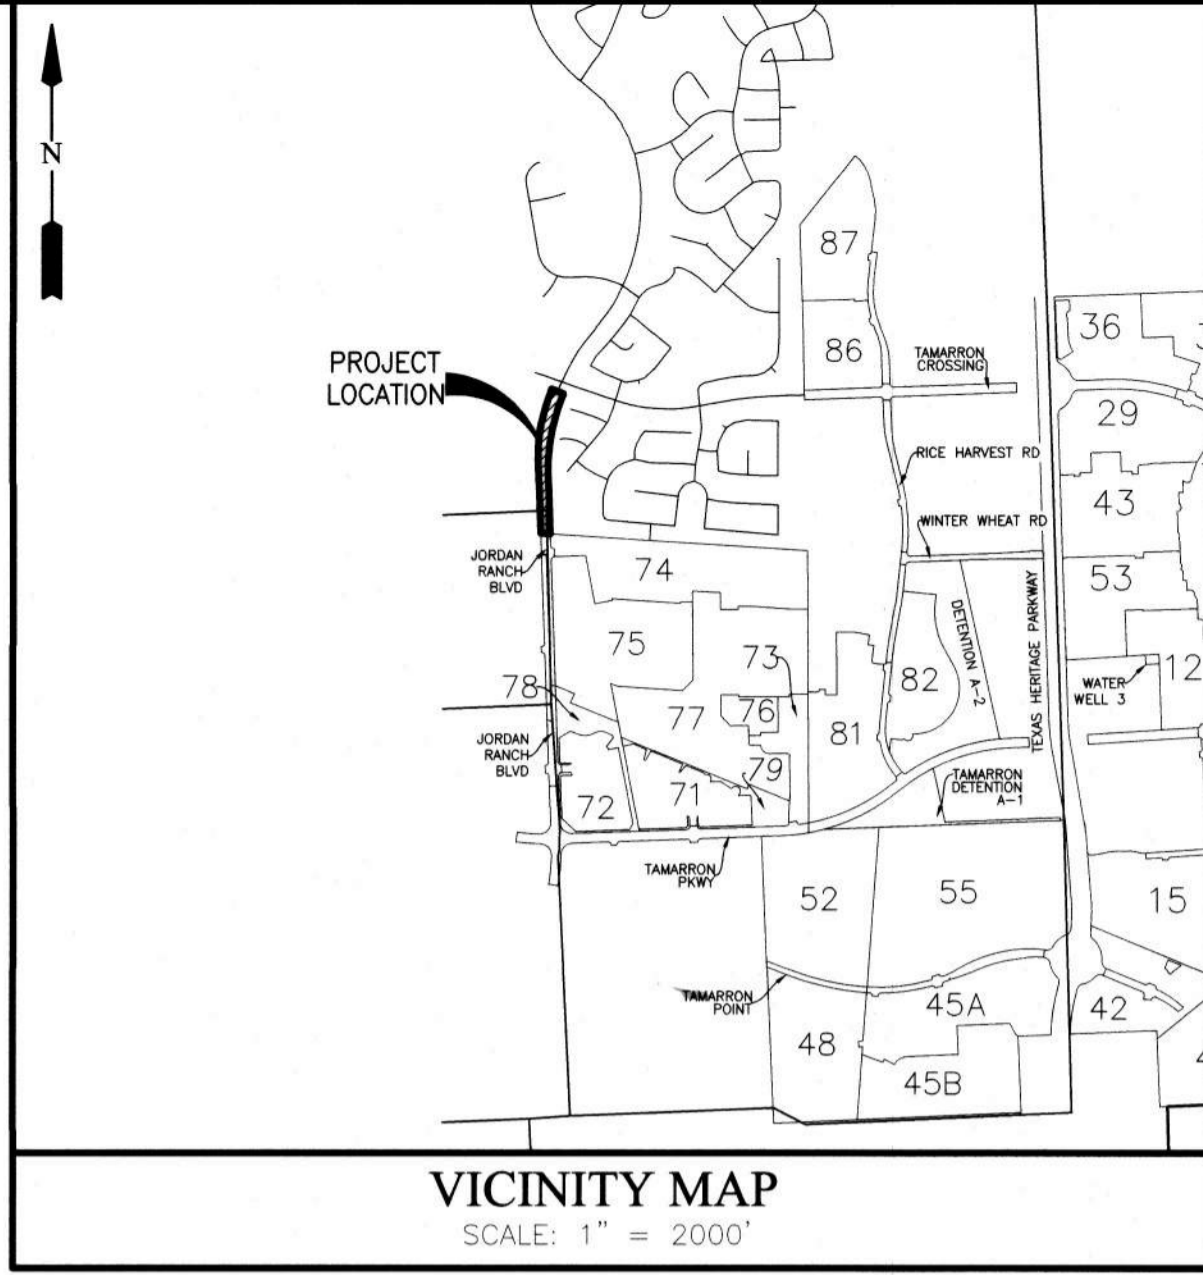 N
87
36
86
TAMARRON
CROSSING
PROJECT
LOCATION
29
RICE HARVEST RD
43
WINTER WHEAT RD
JORDAN
RANCH
BLVD
74
53
DETENTION A-2
TEXAS HERITAGE PARKWAY
75
73
82
12
WATER
WELL 3
78
77
76
81
JORDAN
RANCH
BLVD
79
71
72
TAMARRON
DETENTION
A-1
TAMARRON
PKWY
52
55
15
TAMARRON
POINT
45A
42
48
45B
VICINITY MAP
SCALE: 1" = 2000'